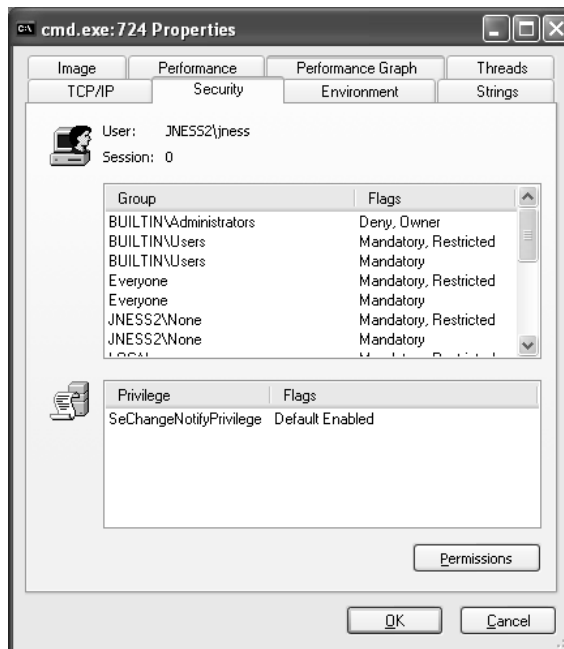 cmd.exe:724 Properties
Image Performance Performance Graph Threads
TCP/IP Security Environment Strings
User: JNESS2\jness
Session: 0
Group Flags
BUILTIN\Administrators Deny, Owner
BUILTIN\Users Mandatory, Restricted
BUILTIN\Users Mandatory
Everyone Mandatory, Restricted
Everyone Mandatory
JNESS2\None Mandatory, Restricted
JNESS2\None Mandatory
Privilege Flags
SeChangeNotifyPrivilege Default Enabled
Permissions
OK Cancel